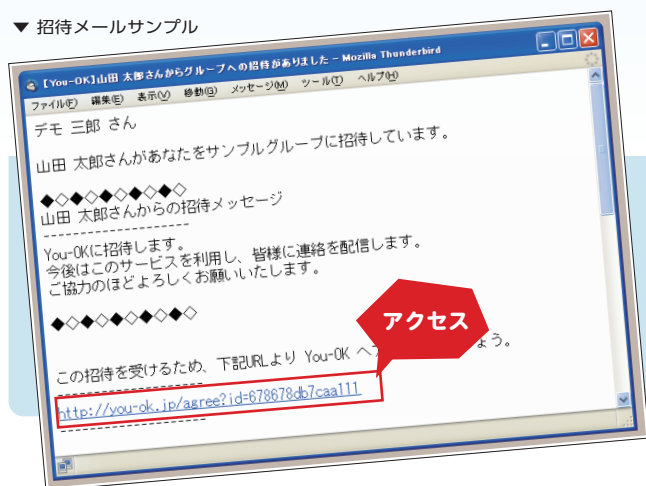 ▼ 招待メールサンプル
【You-OK】山田 太郎さんからグループへの招待がありました - Mozilla Thunderbird
ファイル(F) 編集(E) 表示(V) 移動(G) メッセージ(M) ツール(T) ヘルプ(H)
デモ 三郎 さん
山田 太郎さんがあなたをサンプルグループに招待しています。
◆◇◆◇◆◇◆◇◆◇
山田 太郎さんからの招待メッセージ
--------------------
You-OKに招待します。
今後はこのサービスを利用し、皆様に連絡を配信します。
ご協力のほどよろしくお願いいたします。
◆◇◆◇◆◇◆◇◆◇
アクセス
この招待を受けるため、下記URLより You-OK へ よう。
--------------------
http://you-ok.jp/agree?id=678678db7caa111
--------------------